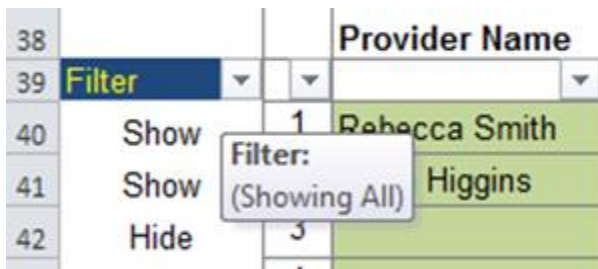 38 Provider Name
39 Filter
40 Show 1 Rebecca Smith
Filter:
41 Show Higgins
(Showing All)
42 Hide 3